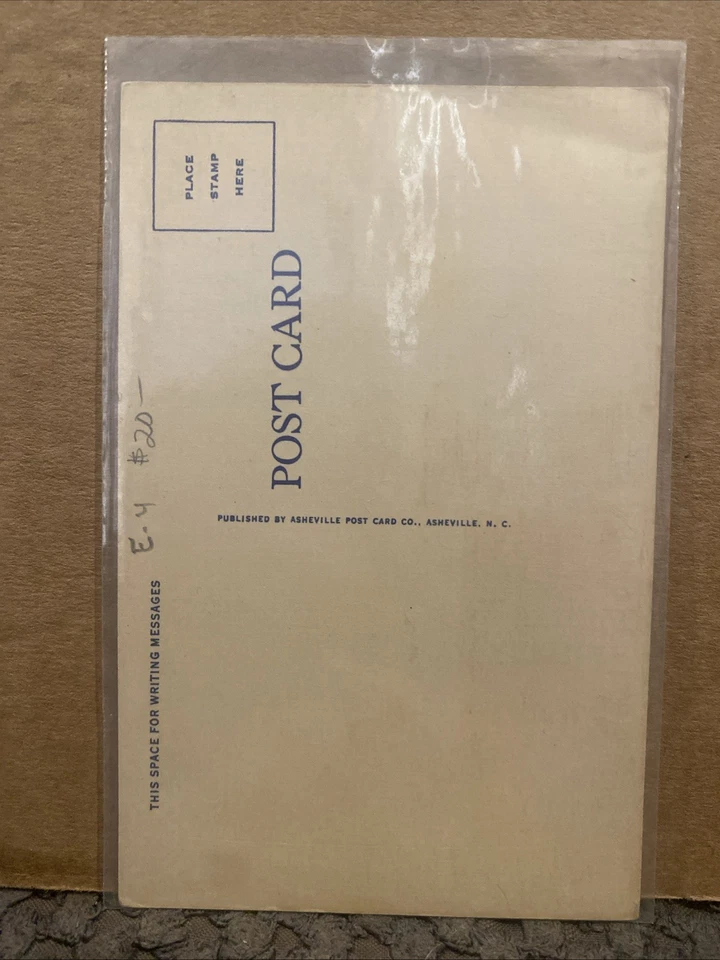 THIS SPACE FOR WRITING MESSAGES
E-4 $20-
POST CARD
PLACE
STAMP
HERE
PUBLISHED BY ASHEVILLE POST CARD CO., ASHEVILLE, N. C.